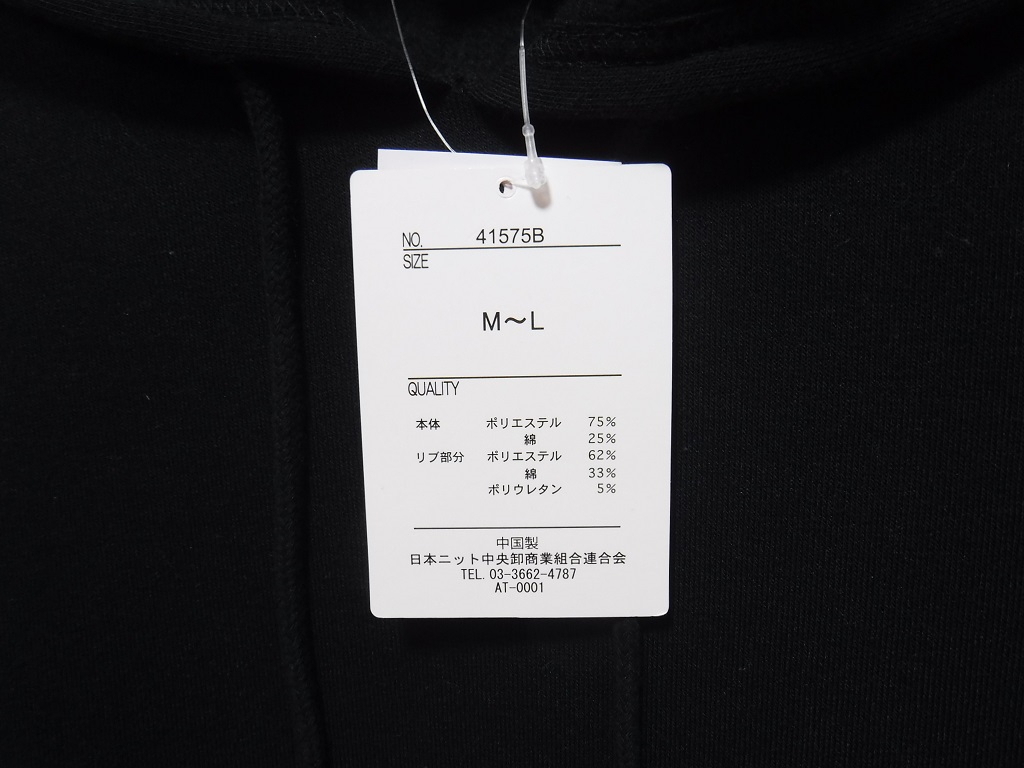 NO. 41575B
SIZE
M〜L
QUALITY
本体 ポリエステル 75%
綿 25%
リブ部分 ポリエステル 62%
綿 33%
ポリウレタン 5%
中国製
日本ニット中央卸商業組合連合会
TEL. 03-3662-4787
AT-0001